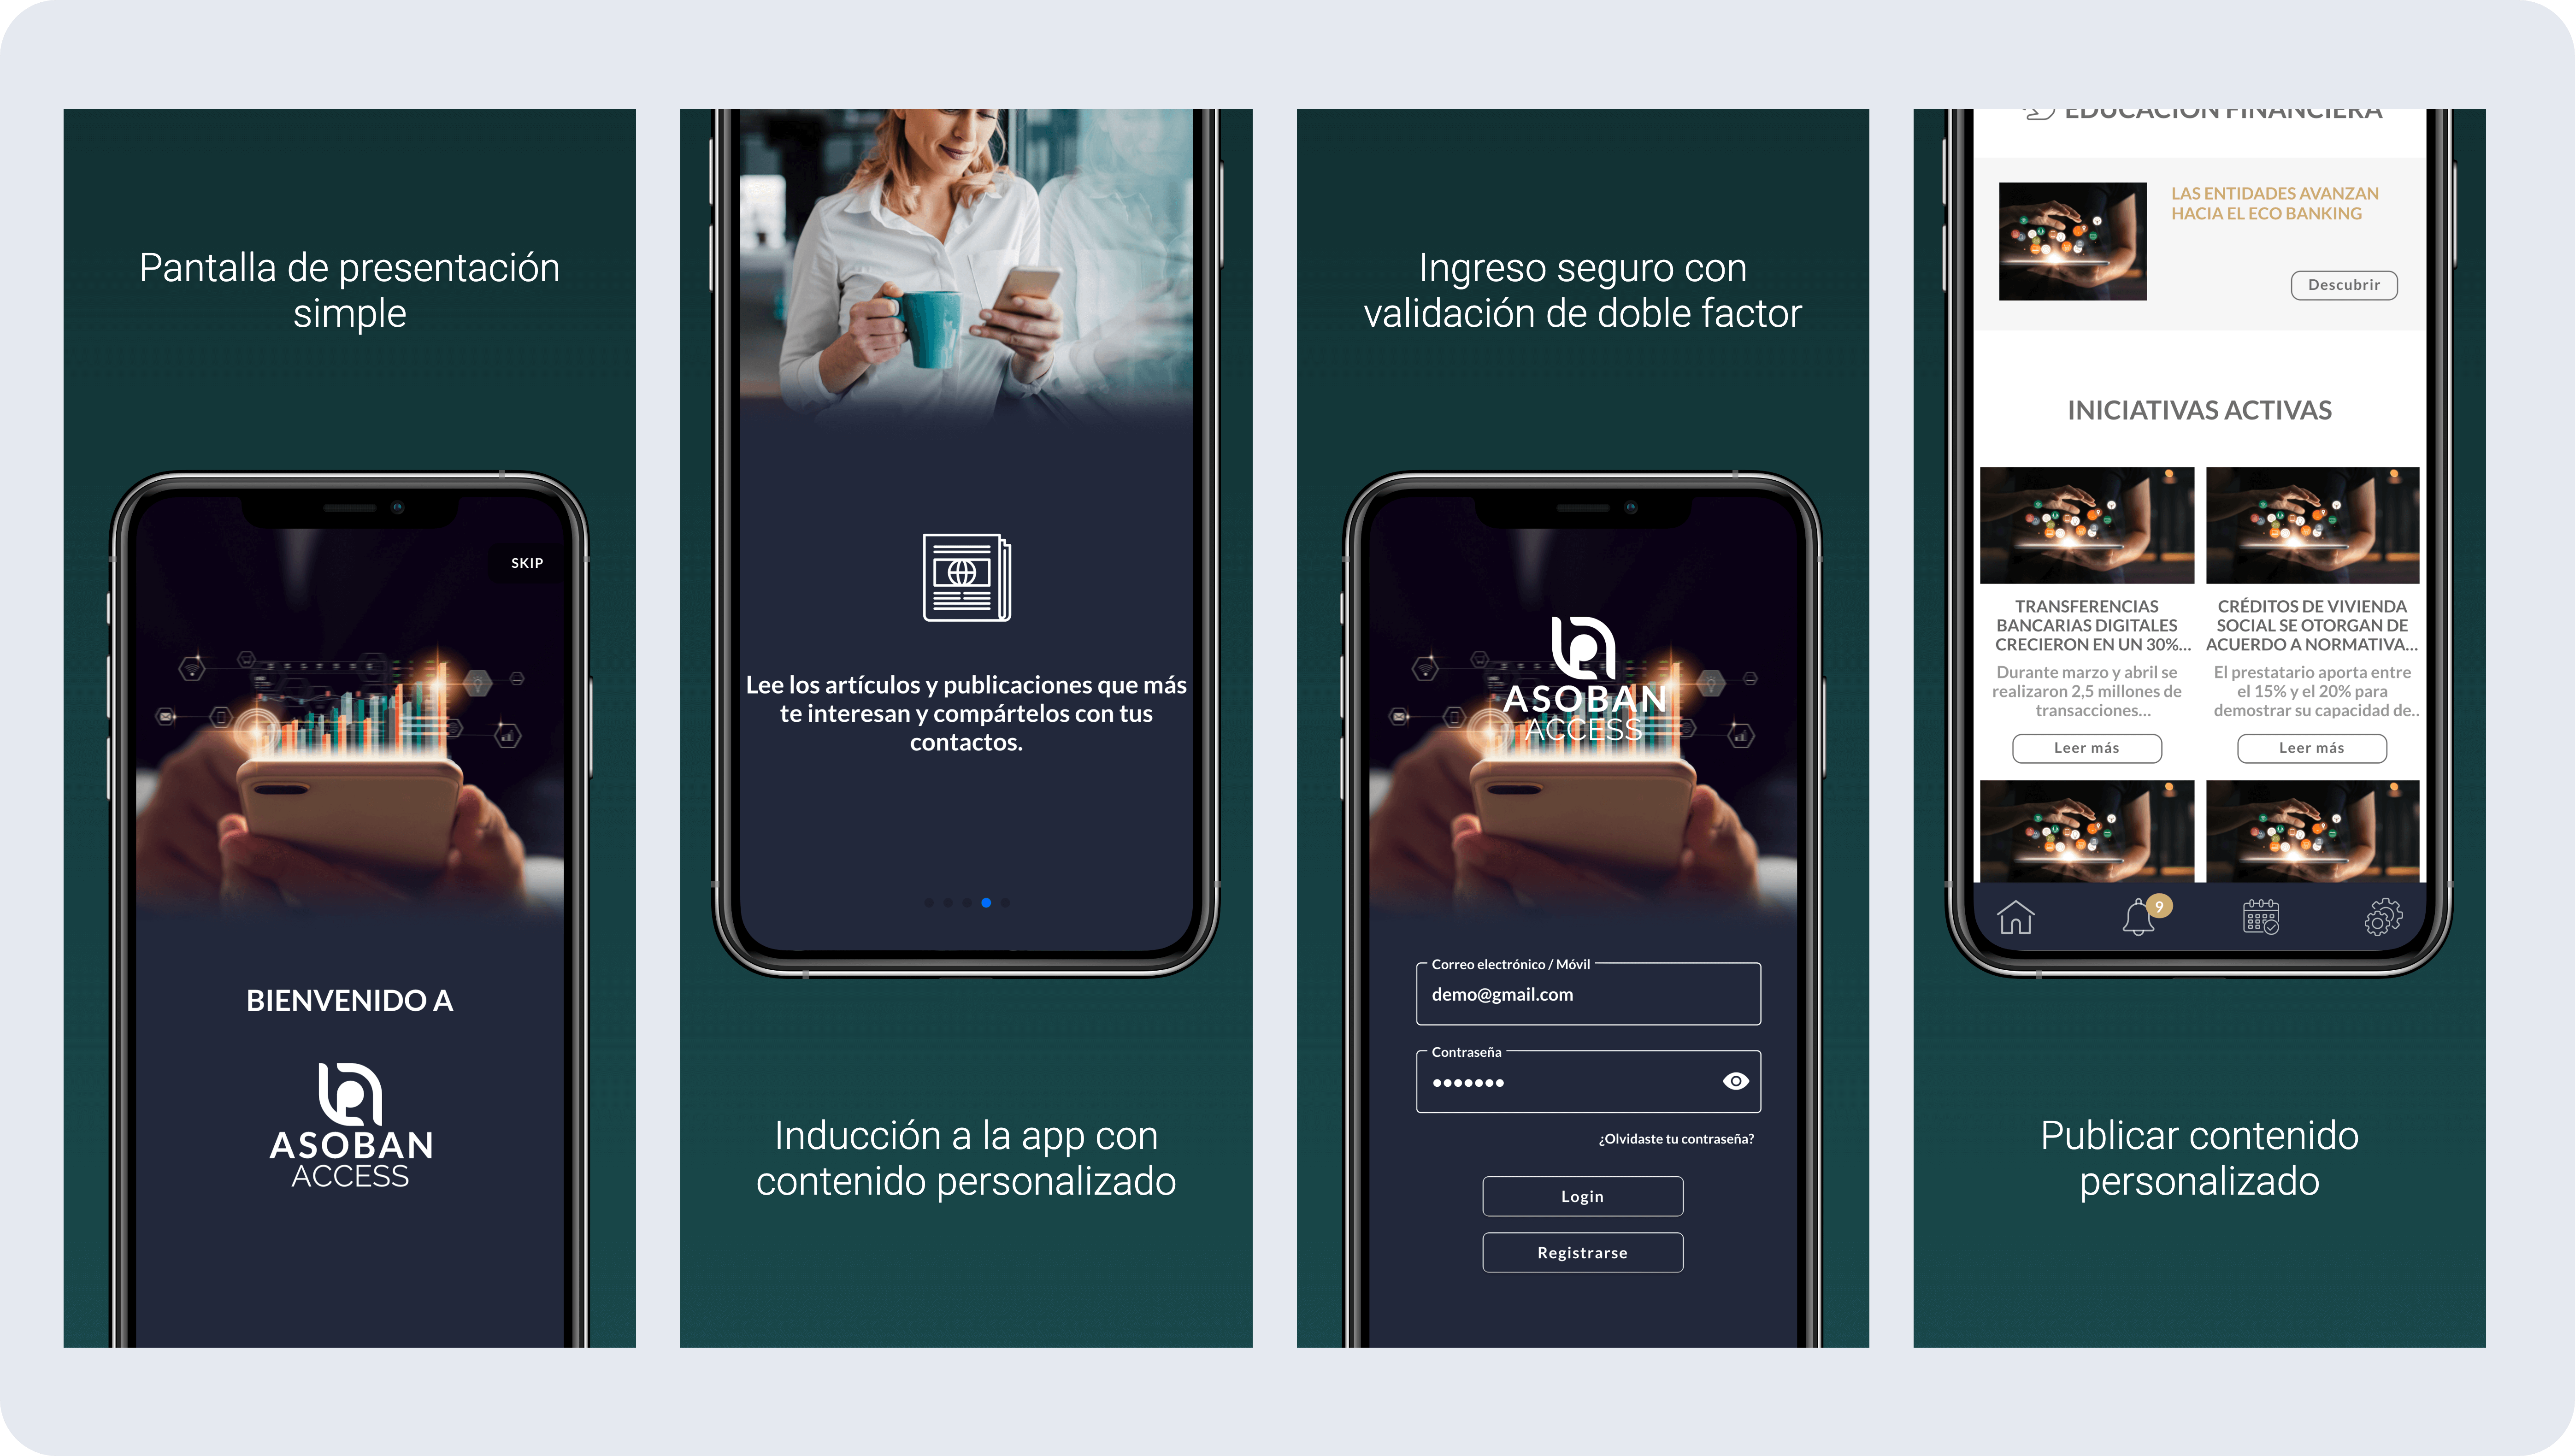 Pantalla de presentación
simple
SKIP
BIENVENIDO A
ASOBAN
ACCESS
Lee los artículos y publicaciones que más
te interesan y compártelos con tus
contactos.
Inducción a la app con
contenido personalizado
Ingreso seguro con
validación de doble factor
ASOBAN
ACCESS
Correo electrónico / Móvil
demo@gmail.com
Contraseña
¿Olvidaste tu contraseña?
Login
Registrarse
EDUCACIÓN FINANCIERA
LAS ENTIDADES AVANZAN
HACIA EL ECO BANKING
Descubrir
INICIATIVAS ACTIVAS
TRANSFERENCIAS
BANCARIAS DIGITALES
CRECIERON EN UN 30%...
Durante marzo y abril se
realizaron 2,5 millones de
transacciones...
Leer más
CRÉDITOS DE VIVIENDA
SOCIAL SE OTORGAN DE
ACUERDO A NORMATIVA...
El prestatario aporta entre
el 15% y el 20% para
demostrar su capacidad de..
Leer más
9
Publicar contenido
personalizado